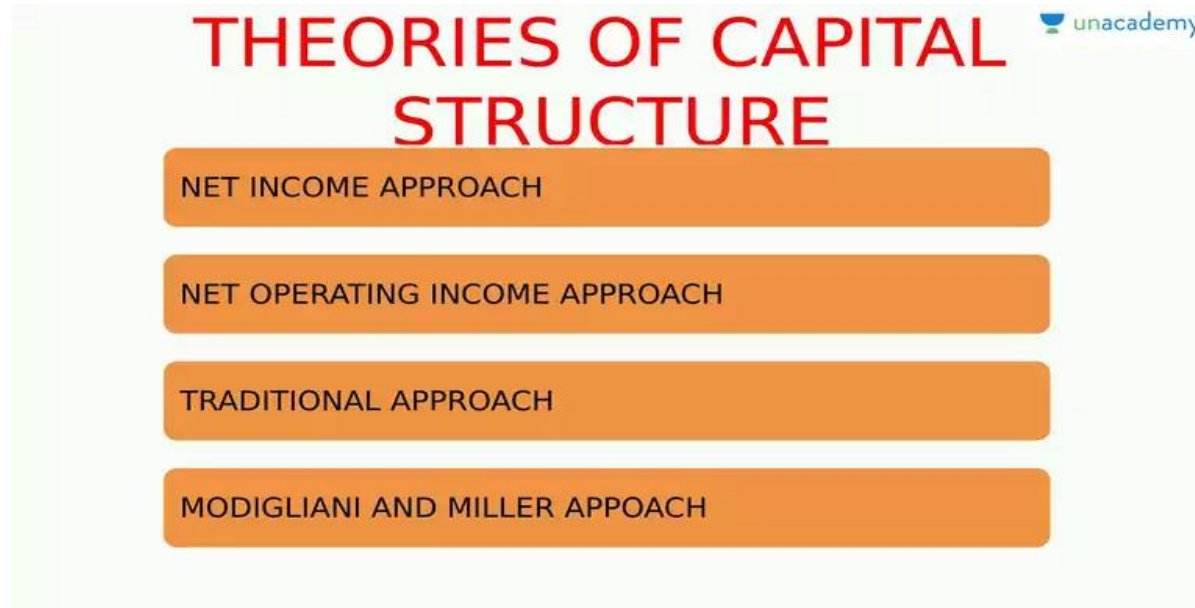 THEORIES OF CAPITAL
unacademy
STRUCTURE
NET INCOME APPROACH
NET OPERATING INCOME APPROACH
TRADITIONAL APPROACH
MODIGLIANI AND MILLER APPOACH